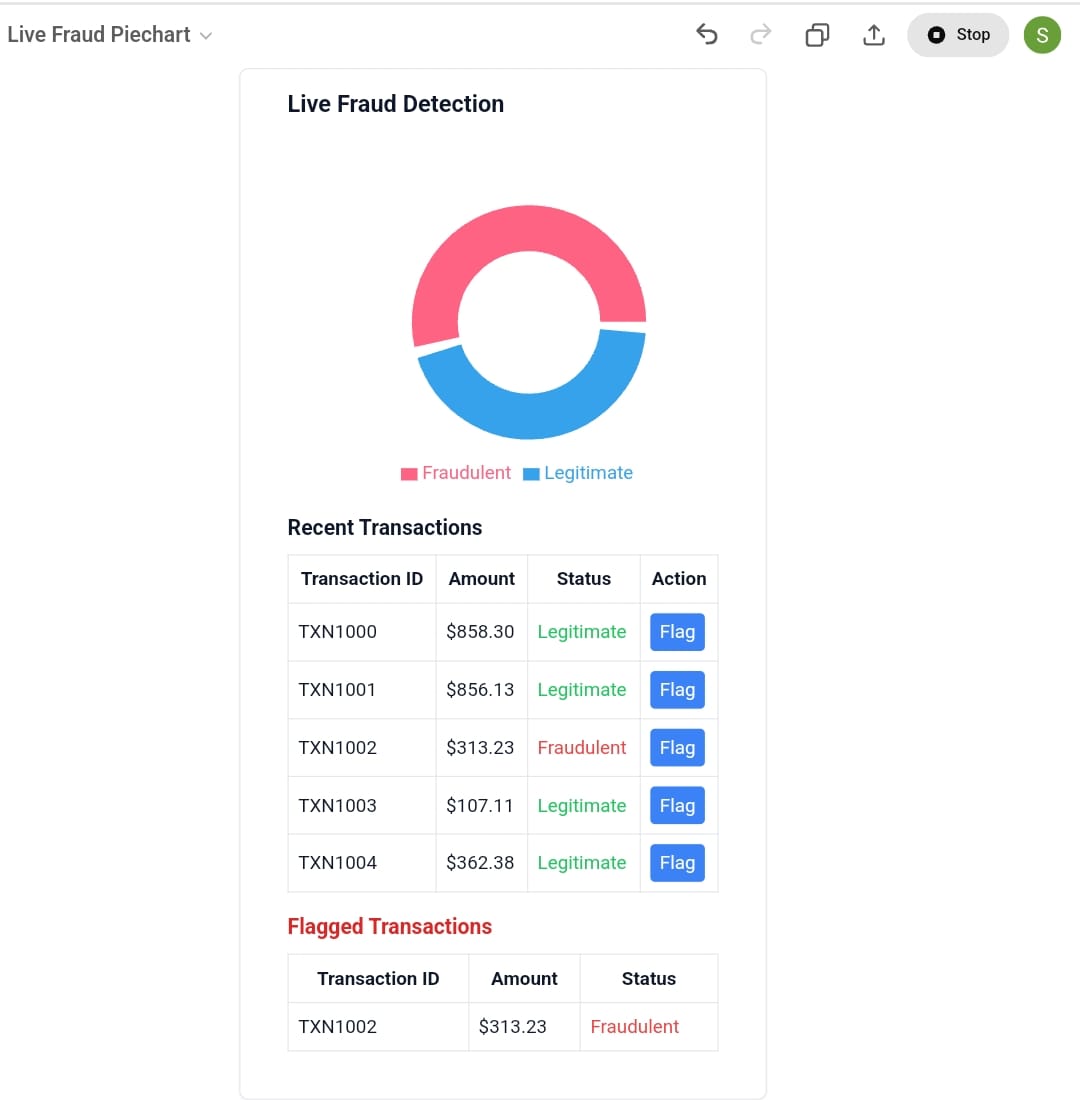 Live Fraud Piechart
Stop
S
Live Fraud Detection
Fraudulent Legitimate
Recent Transactions
Transaction ID Amount Status Action
TXN1000 $858.30 Legitimate Flag
TXN1001 $856.13 Legitimate Flag
TXN1002 $313.23 Fraudulent Flag
TXN1003 $107.11 Legitimate Flag
TXN1004 $362.38 Legitimate Flag
Flagged Transactions
Transaction ID Amount Status
TXN1002 $313.23 Fraudulent